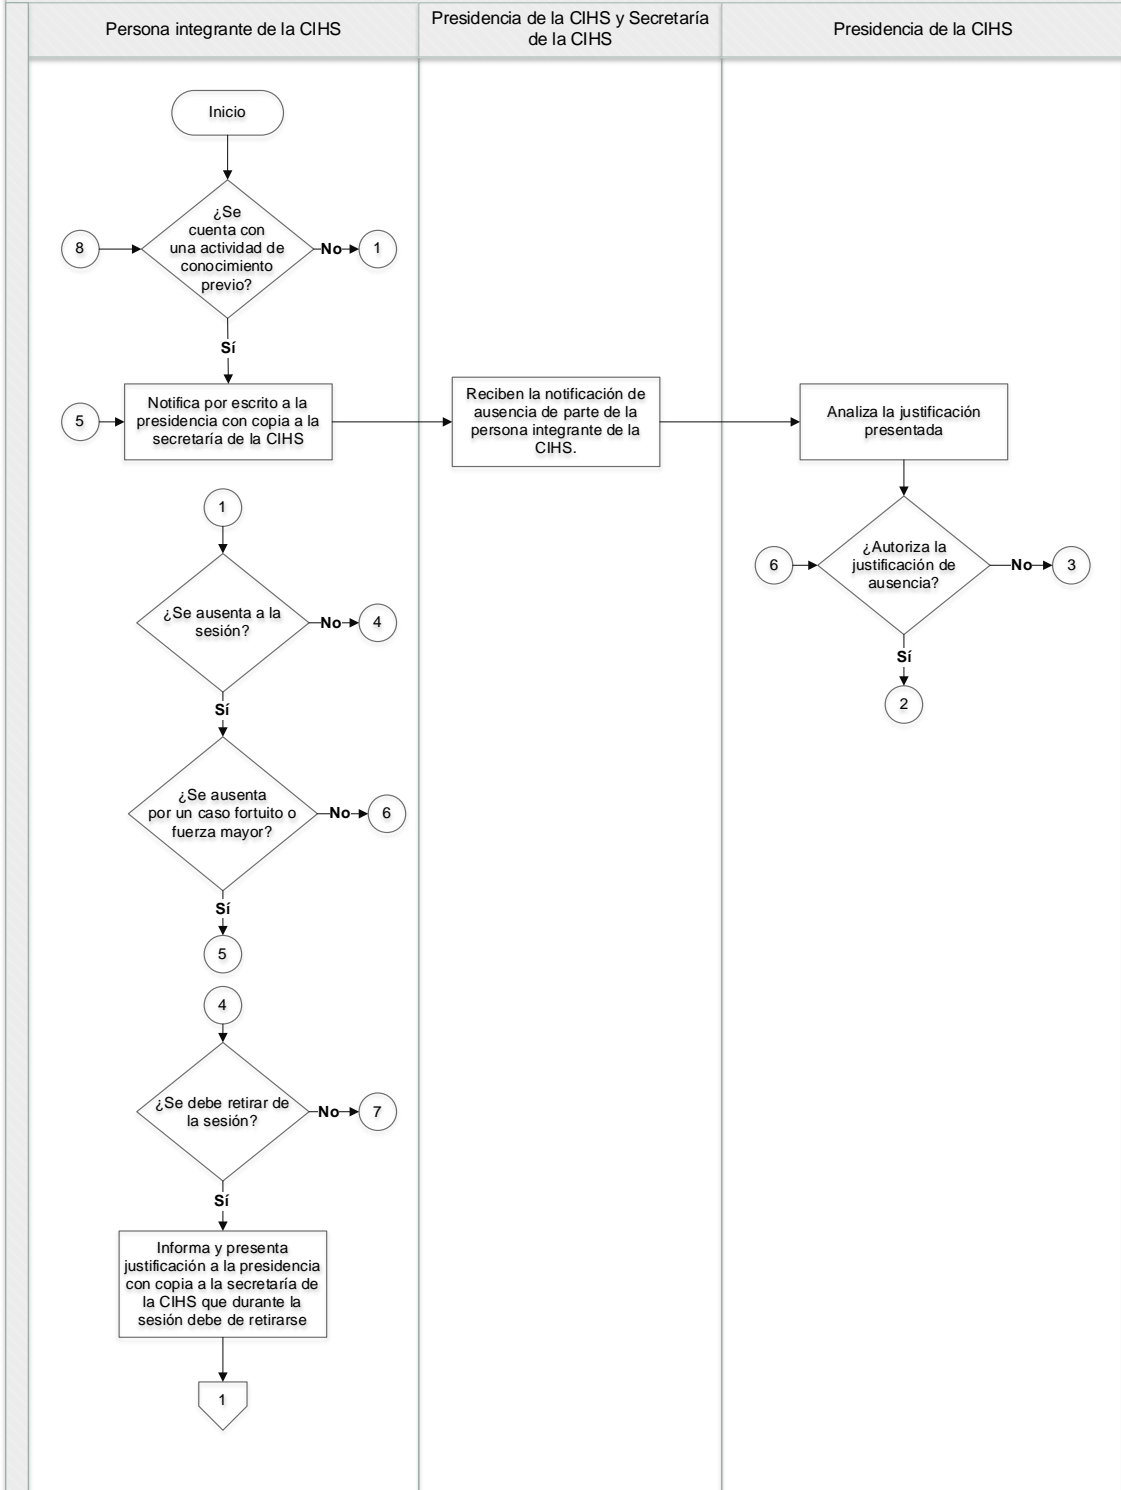 Persona integrante de la CIHS
Presidencia de la CIHS y Secretaría
de la CIHS
Presidencia de la CIHS
Inicio
¿Se
cuenta con
una actividad de
conocimiento
previo?
8
No
1
Sí
5
Notifica por escrito a la
presidencia con copia a la
secretaría de la CIHS
Reciben la notificación de
ausencia de parte de la
persona integrante de la
CIHS.
Analiza la justificación
presentada
6
¿Autoriza la
justificación de
ausencia?
No
3
Sí
2
1
¿Se ausenta a la
sesión?
No
4
Sí
¿Se ausenta
por un caso fortuito o
fuerza mayor?
No
6
Sí
5
4
¿Se debe retirar de
la sesión?
No
7
Sí
Informa y presenta
justificación a la presidencia
con copia a la secretaría de
la CIHS que durante la
sesión debe de retirarse
1